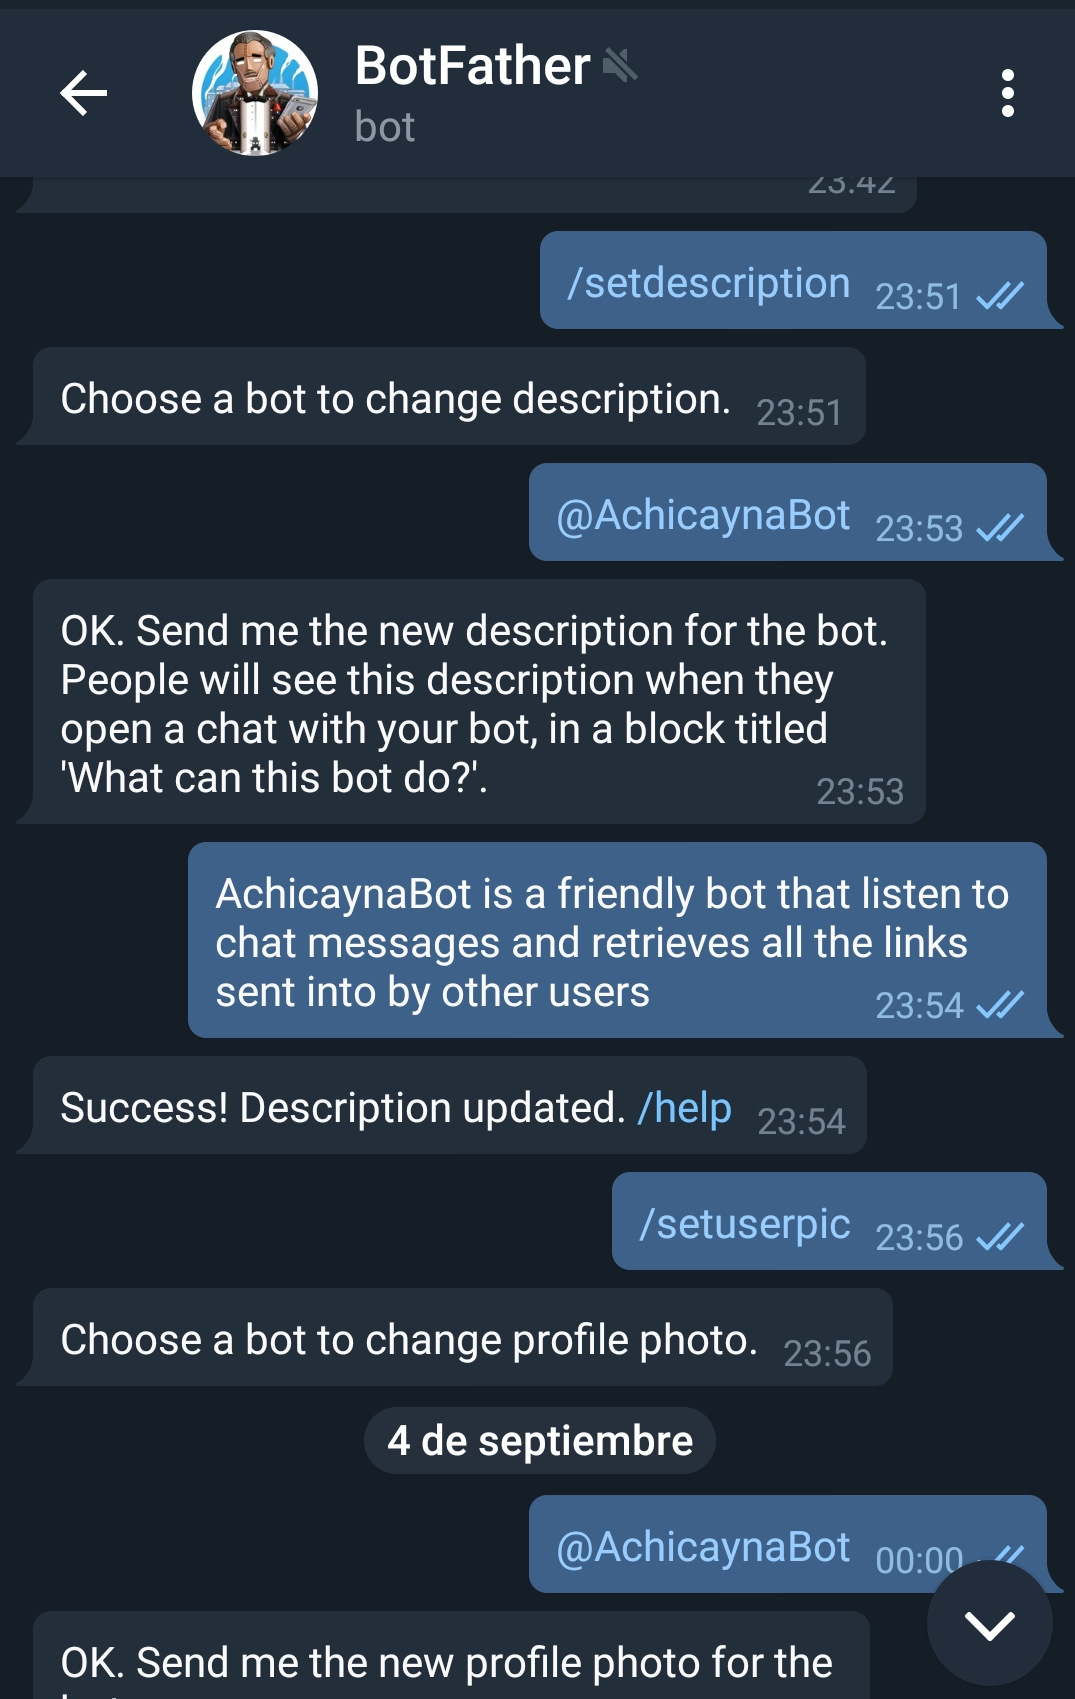 BotFather
bot
23:42
/setdescription 23:51
Choose a bot to change description. 23:51
@AchicaynaBot 23:53
OK. Send me the new description for the bot.
People will see this description when they
open a chat with your bot, in a block titled
'What can this bot do?'. 23:53
AchicaynaBot is a friendly bot that listen to
chat messages and retrieves all the links
sent into by other users 23:54
Success! Description updated. /help 23:54
/setuserpic 23:56
Choose a bot to change profile photo. 23:56
4 de septiembre
@AchicaynaBot 00:00
OK. Send me the new profile photo for the